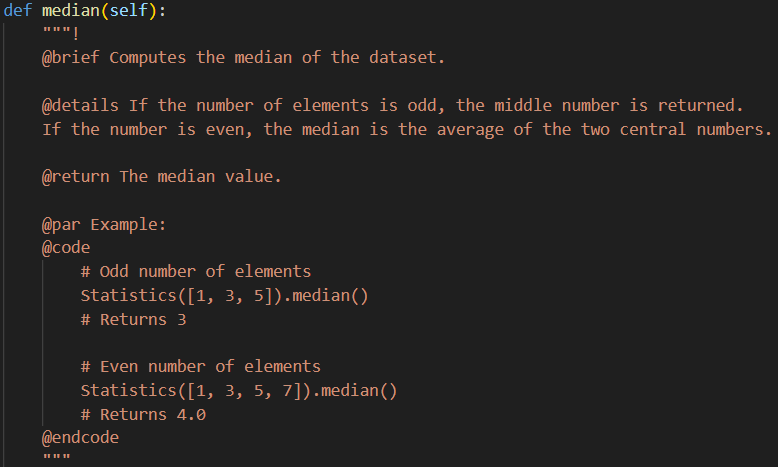 def median(self):
"""!
@brief Computes the median of the dataset.
@details If the number of elements is odd, the middle number is returned.
If the number is even, the median is the average of the two central numbers.
@return The median value.
@par Example:
@code
# Odd number of elements
Statistics([1, 3, 5]).median()
# Returns 3
# Even number of elements
Statistics([1, 3, 5, 7]).median()
# Returns 4.0
@endcode
"""